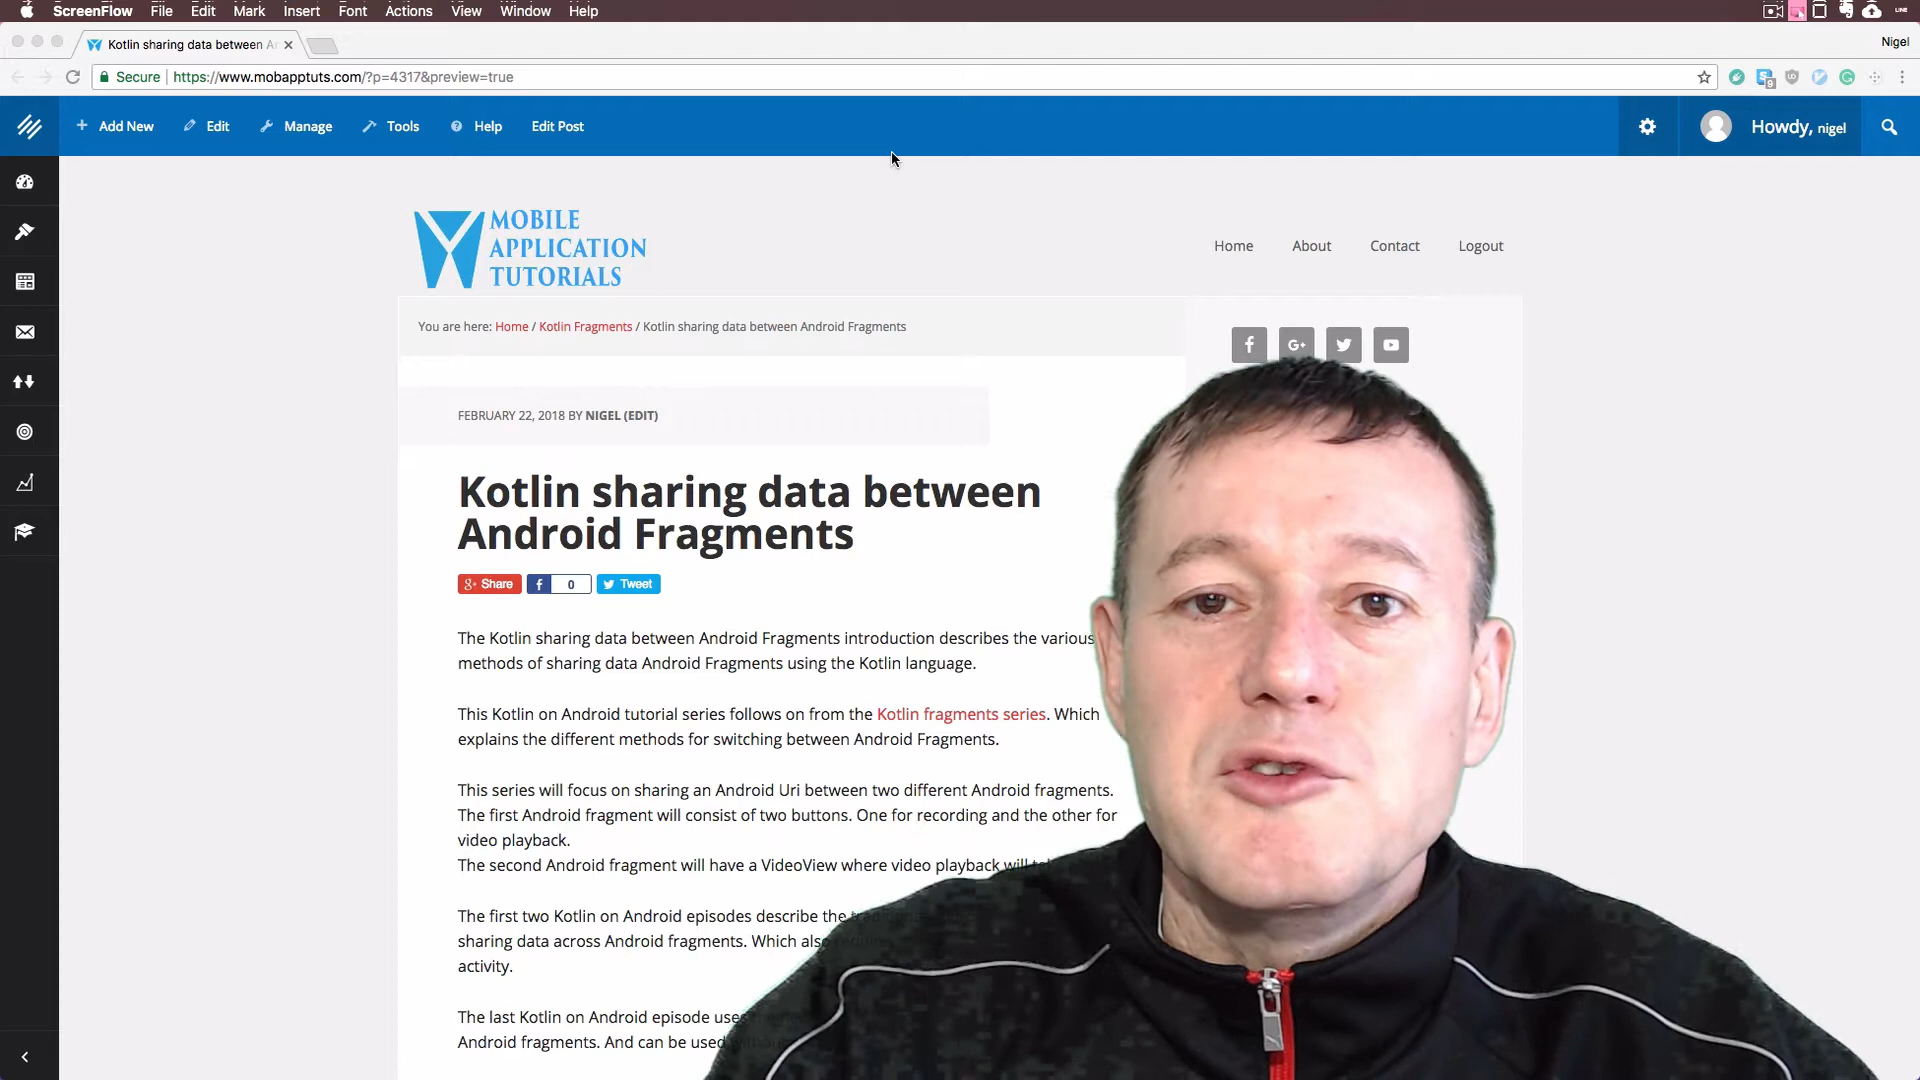 ScreenFlow File Edit Mark Insert Font Actions View Window Help
Kotlin sharing data between A
Nigel
Secure https://www.mobapptuts.com/?p=4317&preview=true
Add New Edit Manage Tools Help Edit Post Howdy, nigel
MOBILE
APPLICATION
TUTORIALS
Home About Contact Logout
You are here: Home / Kotlin Fragments / Kotlin sharing data between Android Fragments
FEBRUARY 22, 2018 BY NIGEL (EDIT)
Kotlin sharing data between
Android Fragments
Share 0 Tweet
The Kotlin sharing data between Android Fragments introduction describes the various
methods of sharing data Android Fragments using the Kotlin language.
This Kotlin on Android tutorial series follows on from the Kotlin fragments series. Which
explains the different methods for switching between Android Fragments.
This series will focus on sharing an Android Uri between two different Android fragments.
The first Android fragment will consist of two buttons. One for recording and the other for
video playback.
The second Android fragment will have a VideoView where video playback will
The first two Kotlin on Android episodes describe the
sharing data across Android fragments. Which also
activity.
The last Kotlin on Android episode uses
Android fragments. And can be used